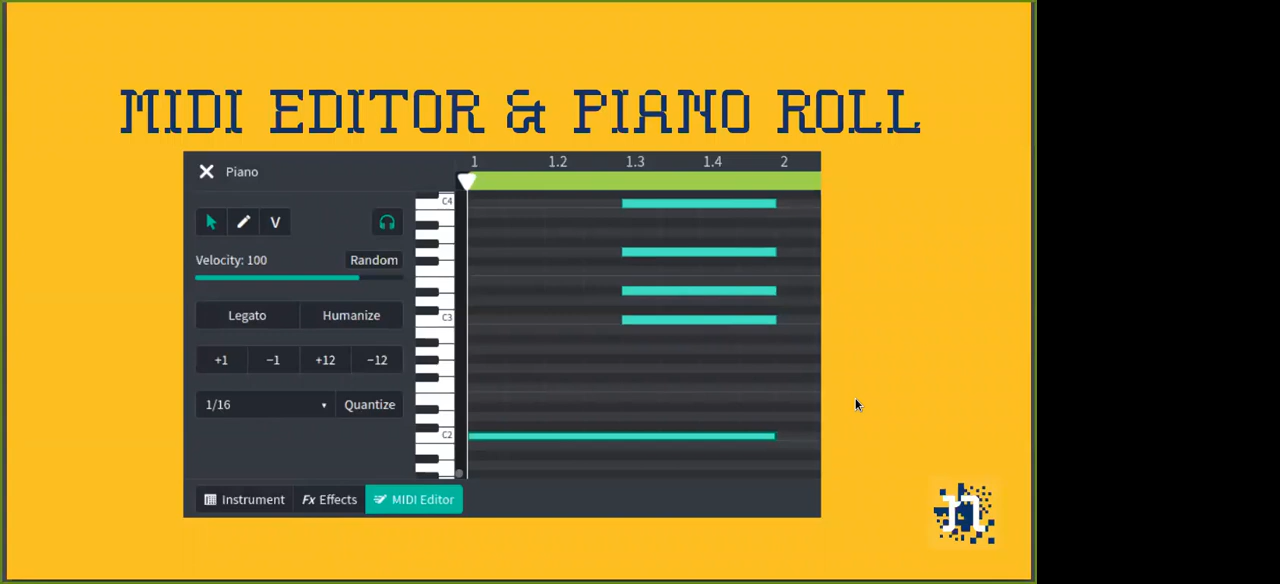 MIDI EDITOR & PIANO ROLL
1 1.2 1.3 1.4 2
Piano
C4
V
Velocity: 100 Random
Legato Humanize
C3
+1 −1 +12 −12
1/16 Quantize
C2
Instrument Fx Effects MIDI Editor
n